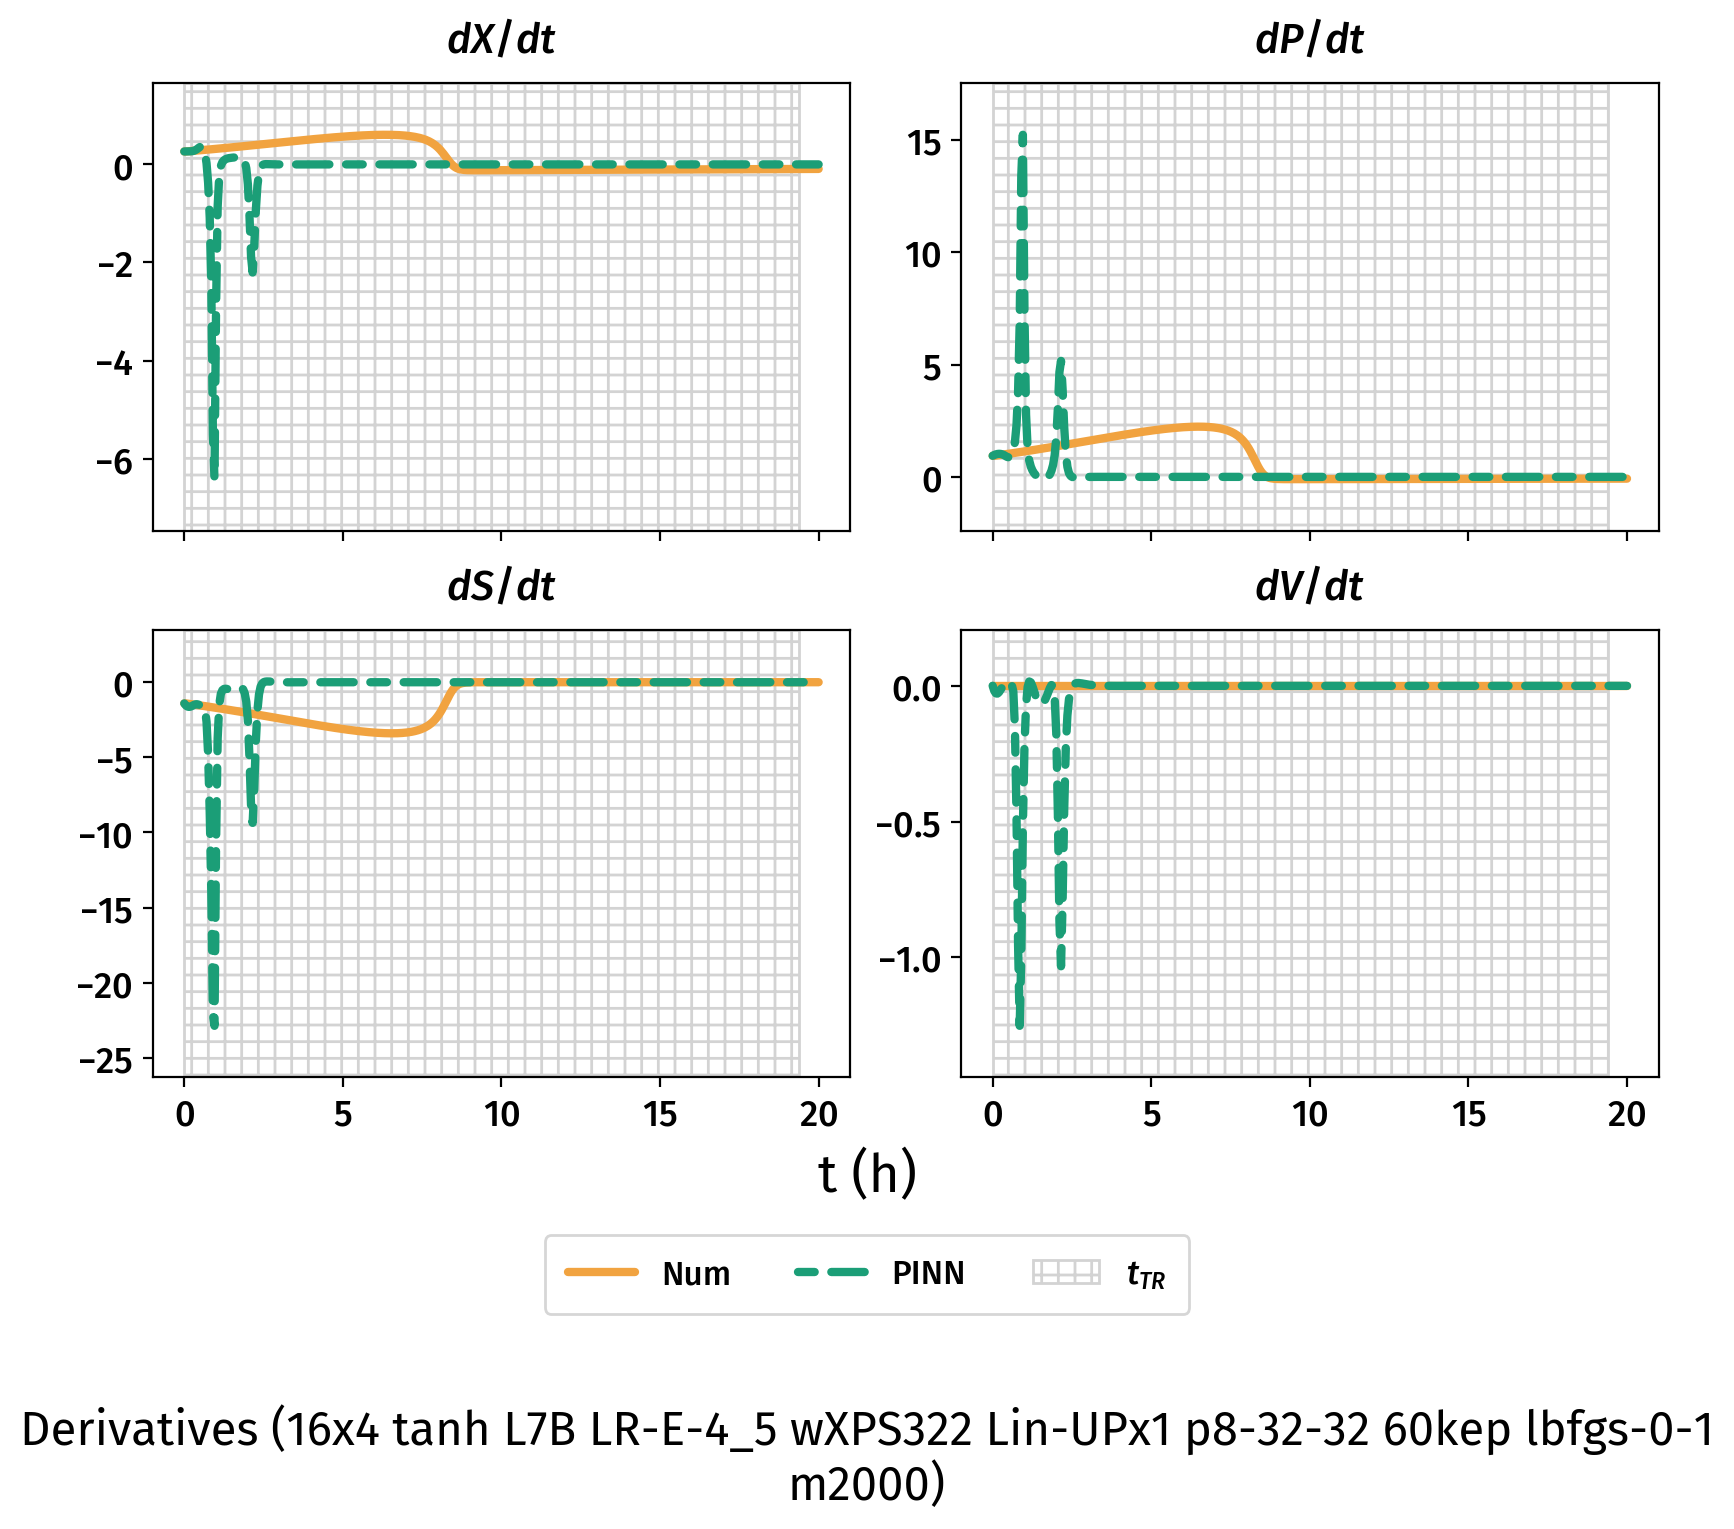 dX/dt
dP/dt
0
−2
−4
−6
15
10
5
0
dS/dt
dV/dt
0
−5
−10
−15
−20
−25
0.0
−0.5
−1.0
0 5 10 15 20
0 5 10 15 20
t (h)
Num PINN t_TR
Derivatives (16x4 tanh L7B LR-E-4_5 wXPS322 Lin-UPx1 p8-32-32 60kep lbfgs-0-1
m2000)